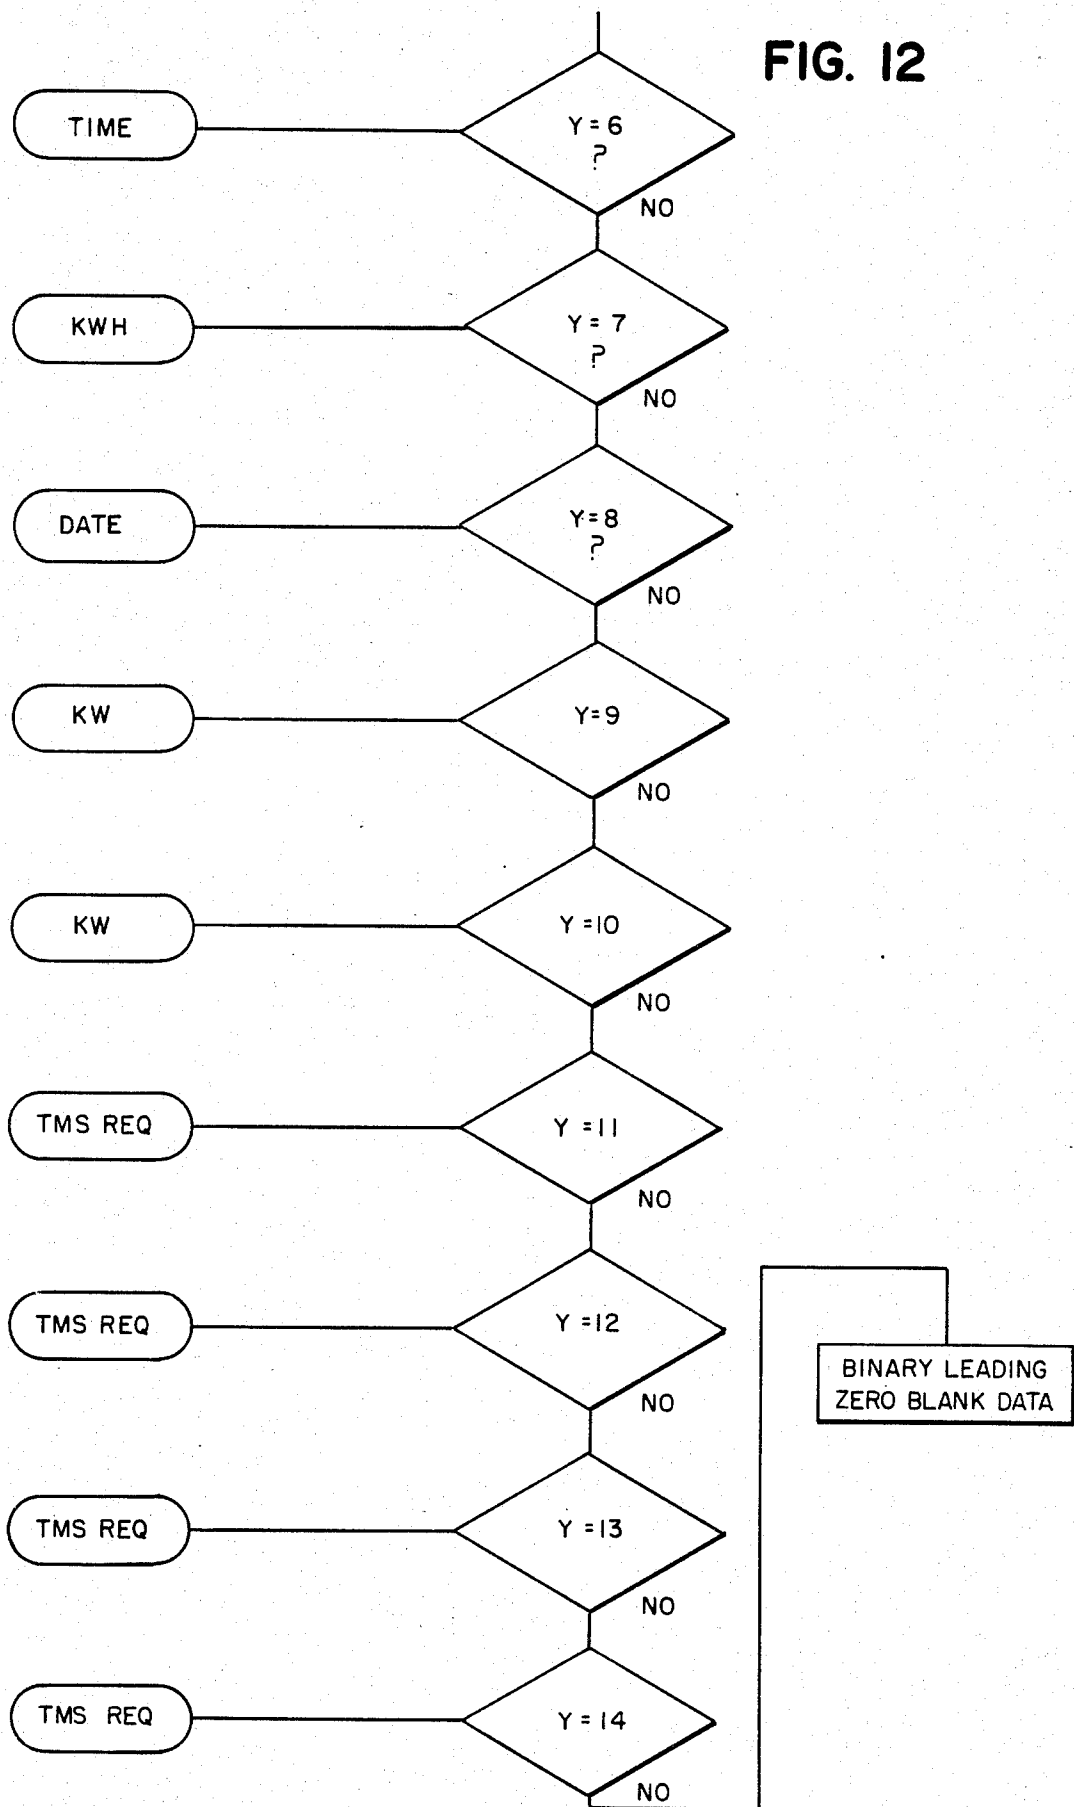 FIG. 12
TIME
Y=6
?
NO
KWH
Y=7
?
NO
DATE
Y=8
?
NO
KW
Y=9
NO
KW
Y=10
NO
TMS REQ
Y=11
NO
TMS REQ
Y=12
NO
BINARY LEADING
ZERO BLANK DATA
TMS REQ
Y=13
NO
TMS REQ
Y=14
NO